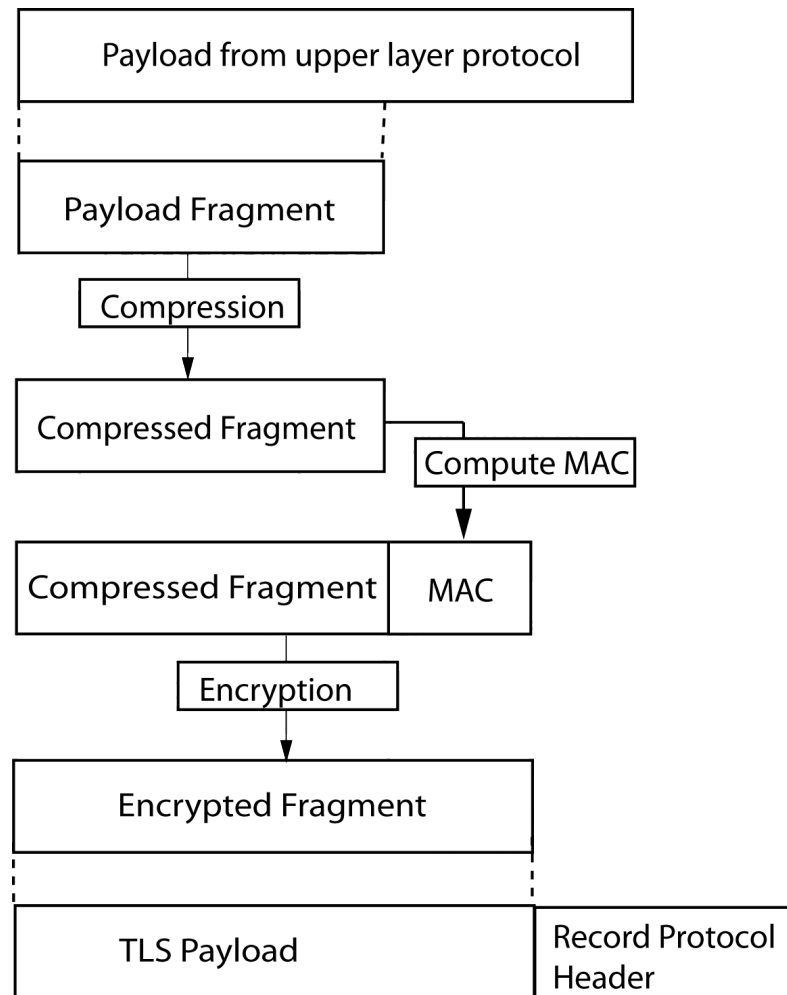 Payload from upper layer protocol
Payload Fragment
Compression
Compressed Fragment
Compute MAC
Compressed Fragment
MAC
Encryption
Encrypted Fragment
TLS Payload
Record Protocol
Header